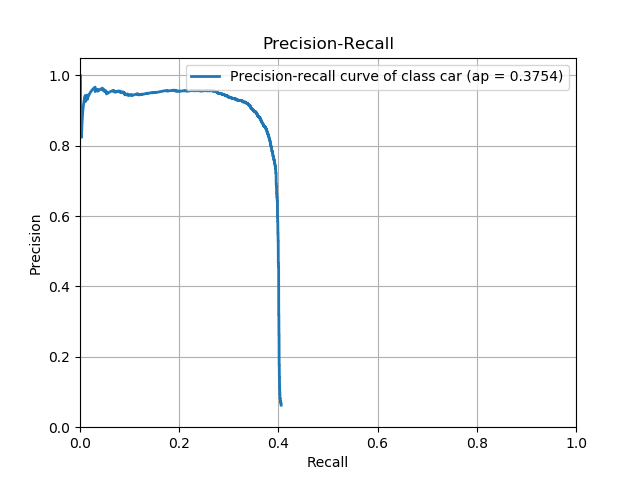 Precision-Recall
Precision-recall curve of class car (ap = 0.3754)
1.0
0.8
0.6
0.4
0.2
0.0
Precision
0.0 0.2 0.4 0.6 0.8 1.0
Recall